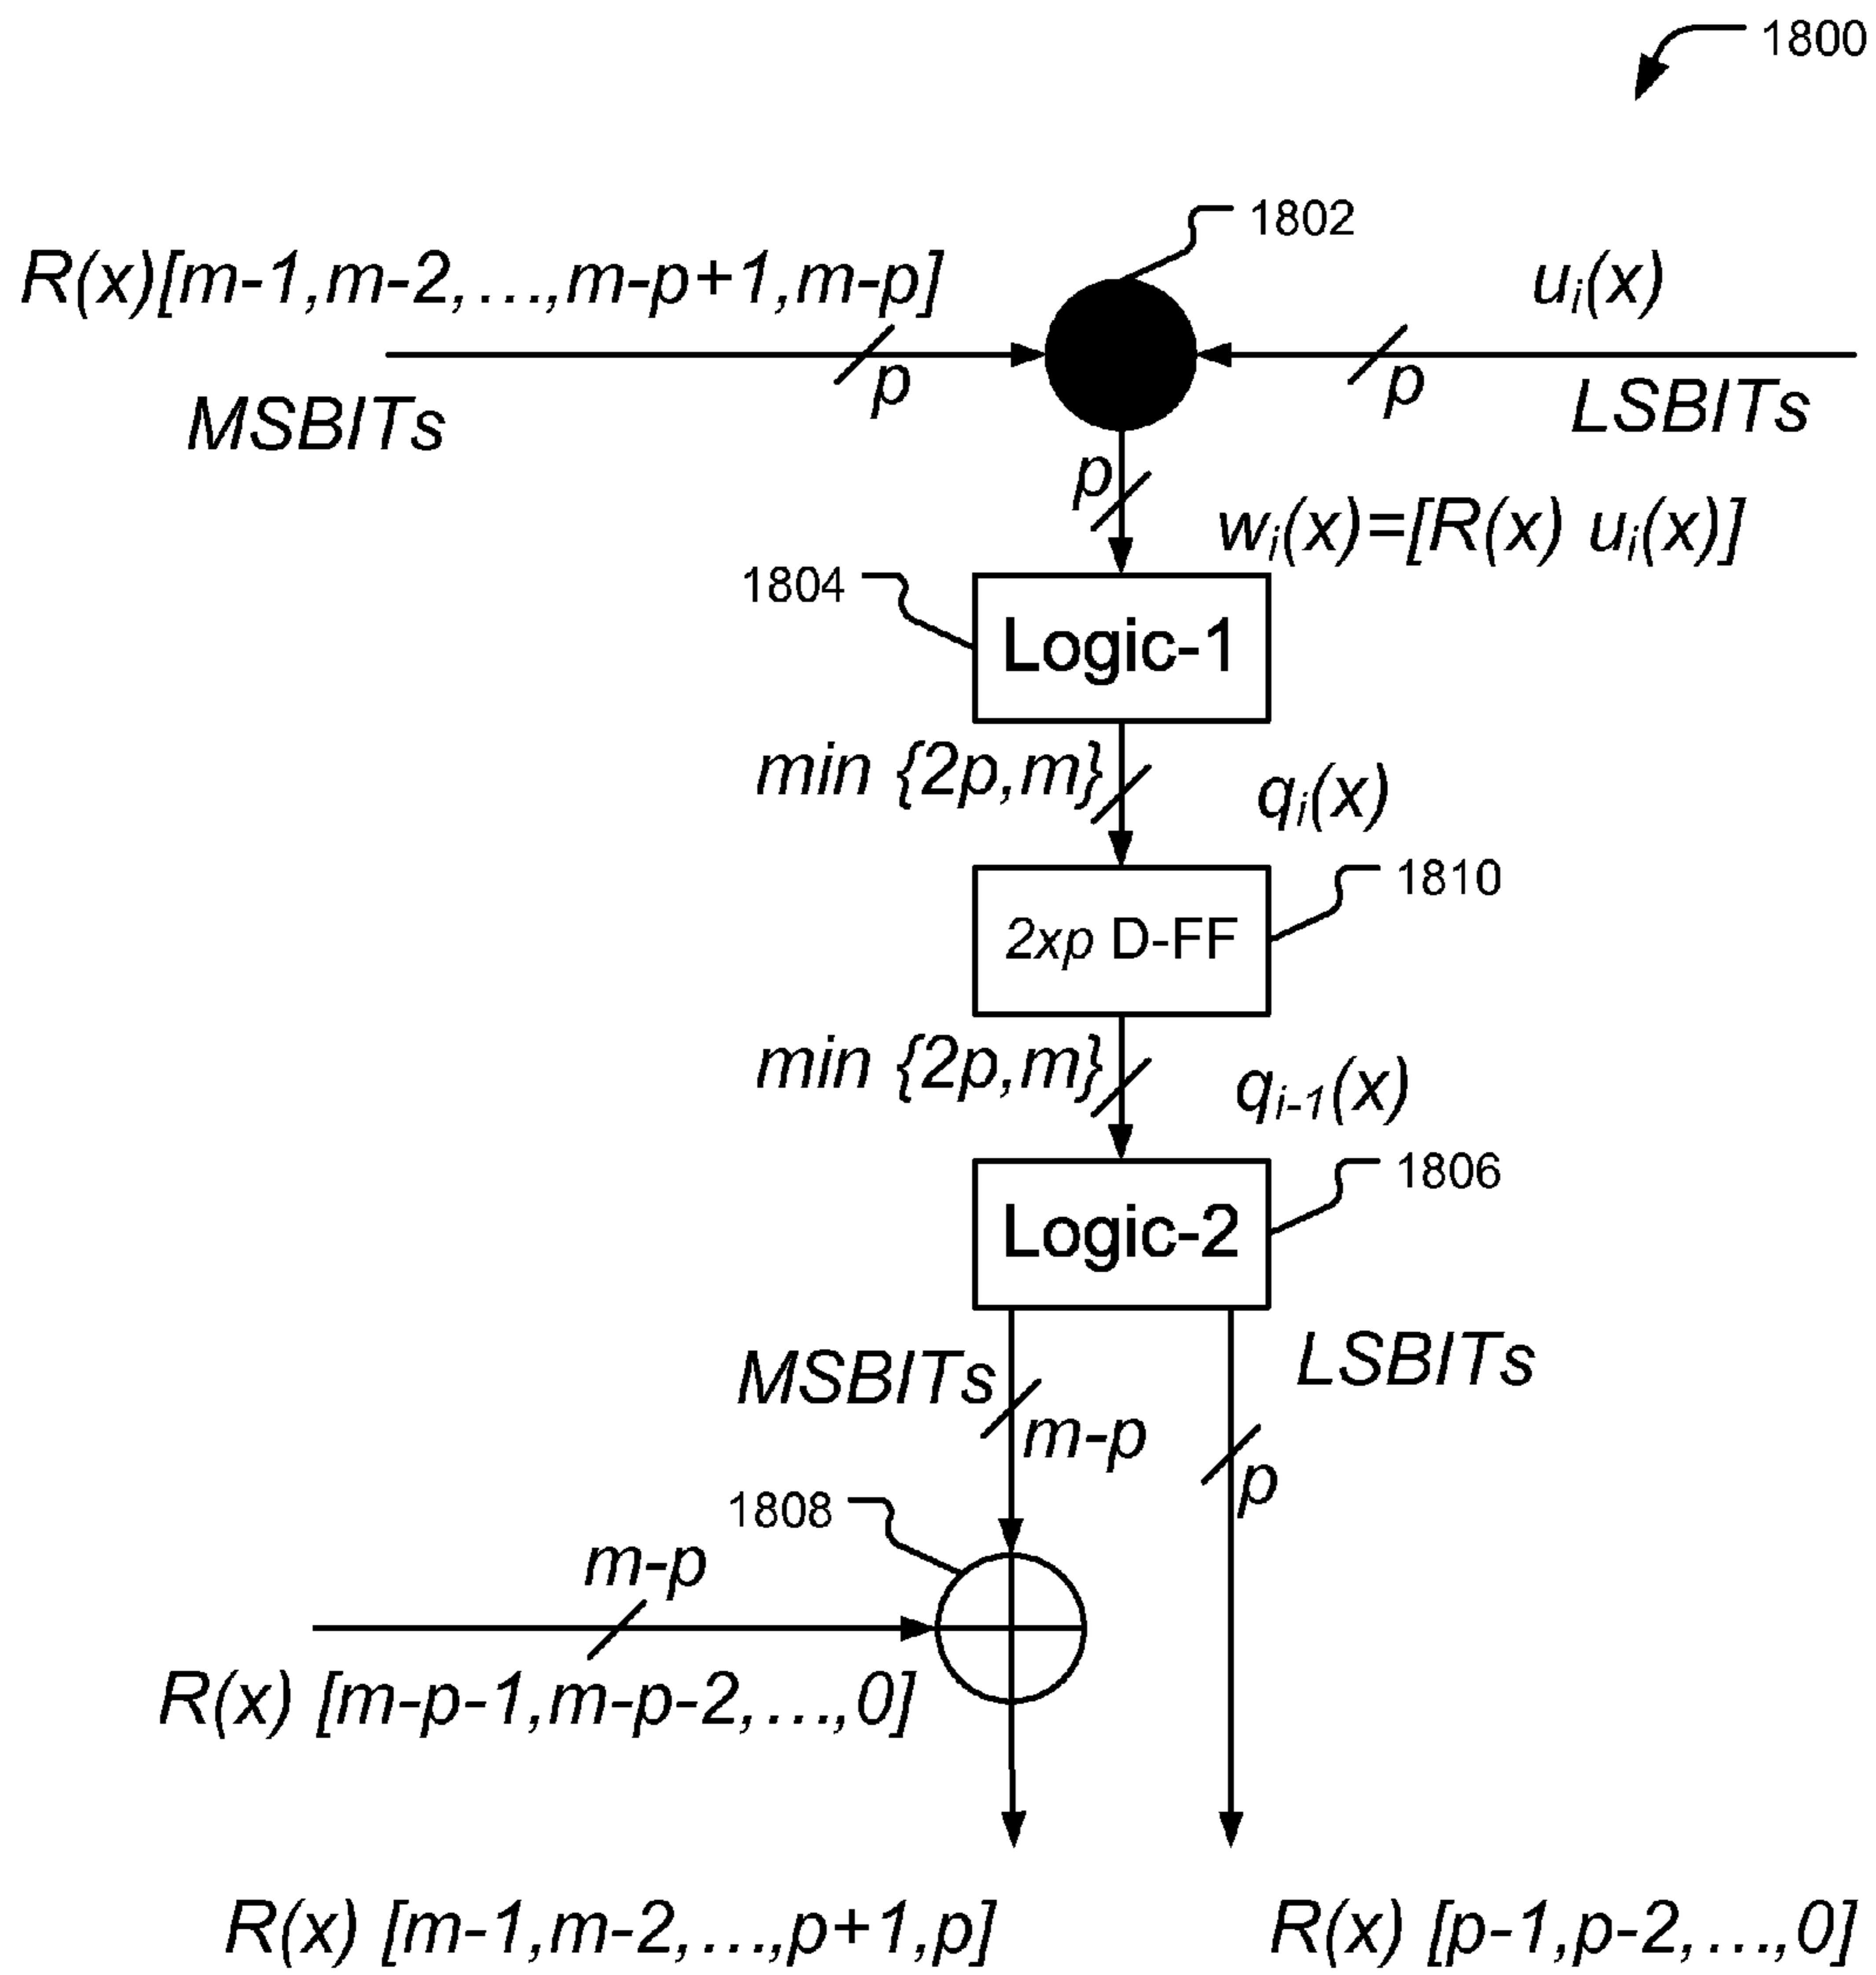 1800
1802
R(x)[m-1,m-2,...,m-p+1,m-p]
uᵢ(x)
p
p
MSBITs
LSBITs
p
wᵢ(x)=[R(x) uᵢ(x)]
1804
Logic-1
min {2p,m}
qᵢ(x)
1810
2xp D-FF
min {2p,m}
qᵢ₋₁(x)
1806
Logic-2
MSBITs
LSBITs
m-p
p
1808
m-p
R(x) [m-p-1,m-p-2,...,0]
R(x) [m-1,m-2,...,p+1,p]
R(x) [p-1,p-2,...,0]